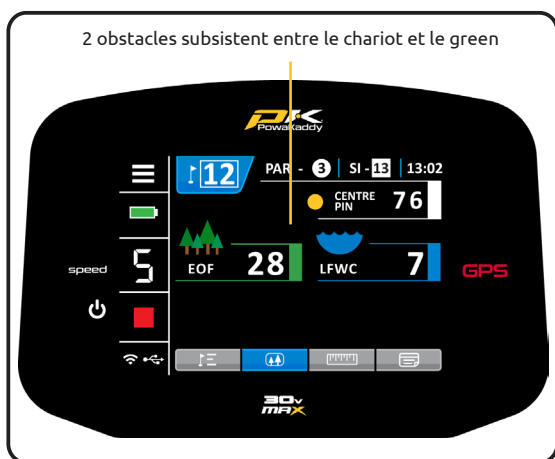 2 obstacles subsistent entre le chariot et le green
PK
PowaKaddy
12 PAR - 3 SI - 13 13:02
CENTRE PIN 76
EOF 28 LFWC 7
speed 5
GPS
30v
MAX